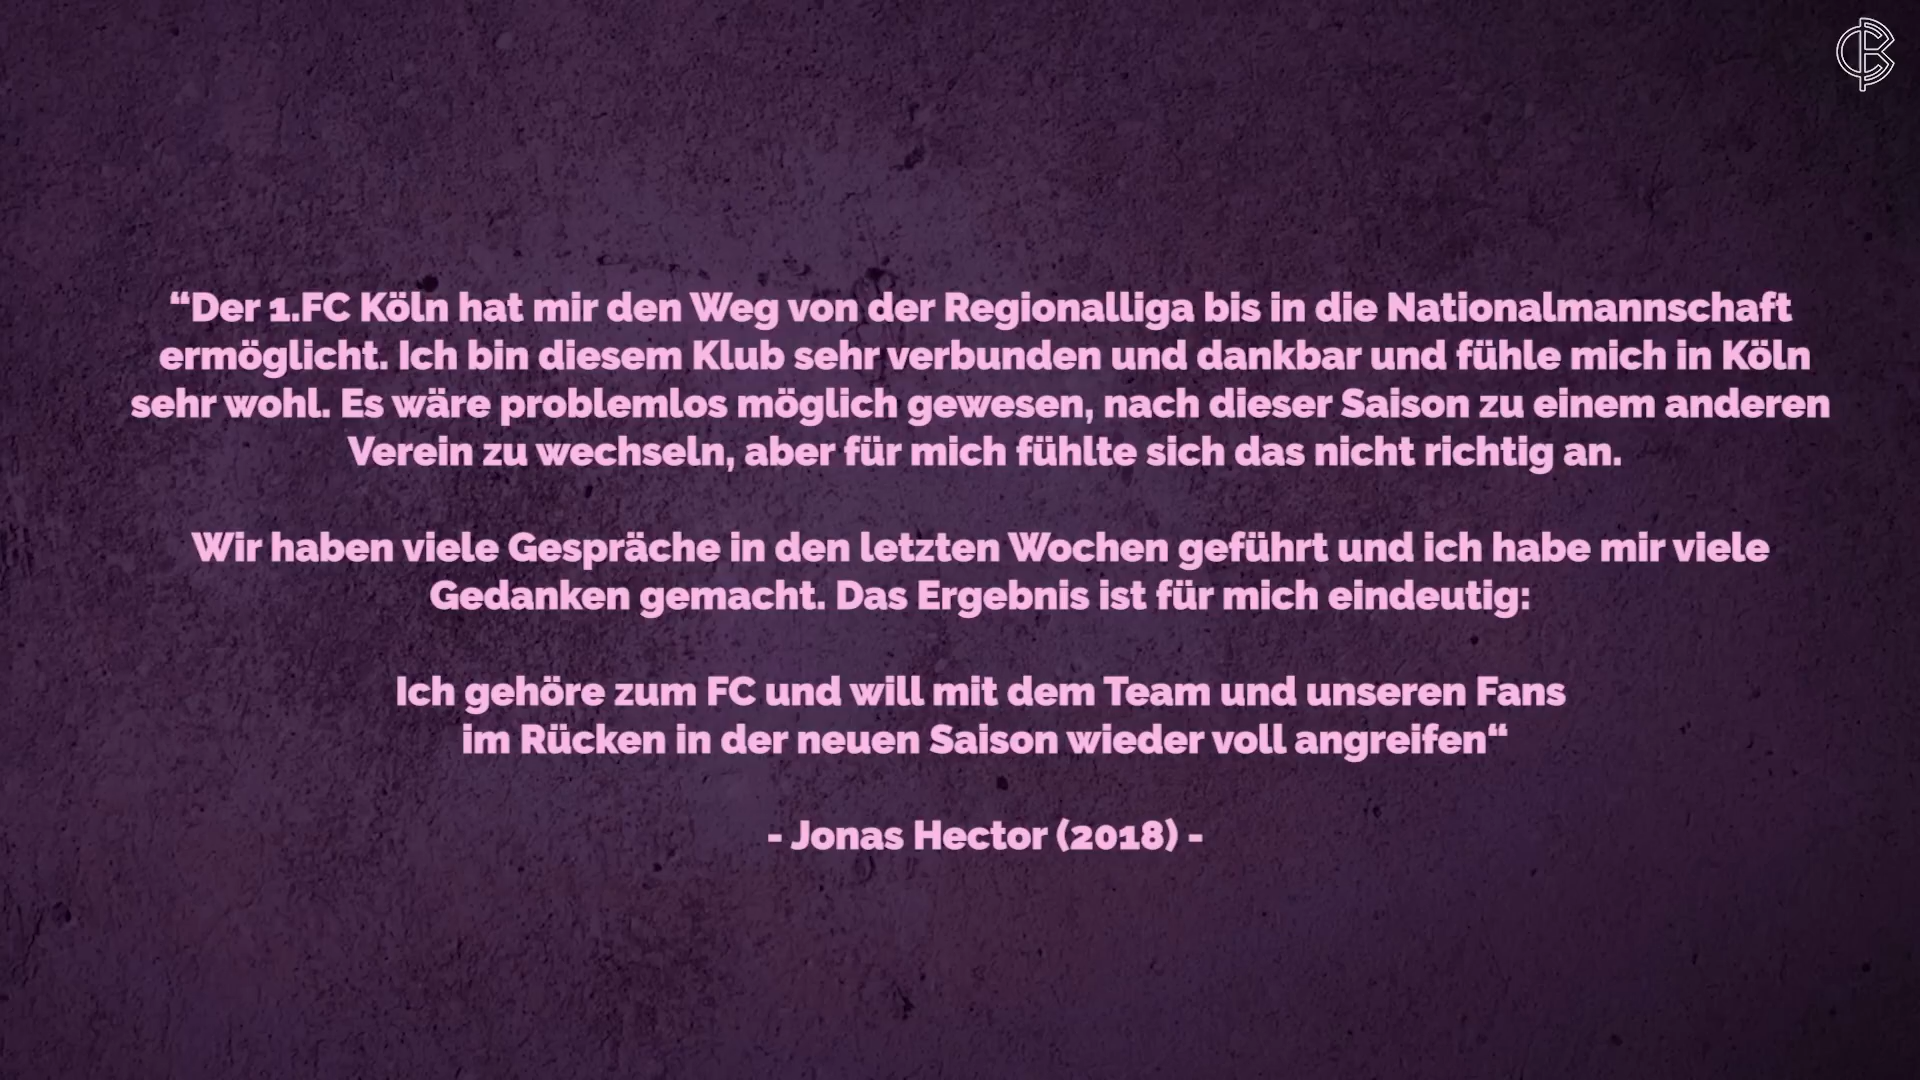 “Der 1.FC Köln hat mir den Weg von der Regionalliga bis in die Nationalmannschaft
ermöglicht. Ich bin diesem Klub sehr verbunden und dankbar und fühle mich in Köln
sehr wohl. Es wäre problemlos möglich gewesen, nach dieser Saison zu einem anderen
Verein zu wechseln, aber für mich fühlte sich das nicht richtig an.
Wir haben viele Gespräche in den letzten Wochen geführt und ich habe mir viele
Gedanken gemacht. Das Ergebnis ist für mich eindeutig:
Ich gehöre zum FC und will mit dem Team und unseren Fans
im Rücken in der neuen Saison wieder voll angreifen“
- Jonas Hector (2018) -